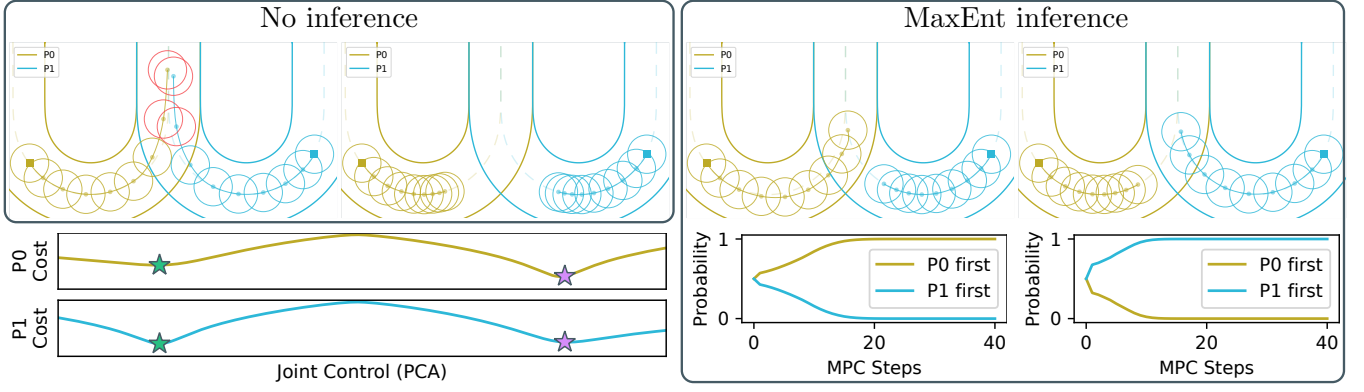 No inference
MaxEnt inference
P0
P1
P0
P1
P0
P1
P0
P1
P0
Cost
P1
Cost
Joint Control (PCA)
Probability
1
0
P0 first
P1 first
0
20
40
MPC Steps
Probability
1
0
P0 first
P1 first
0
20
40
MPC Steps